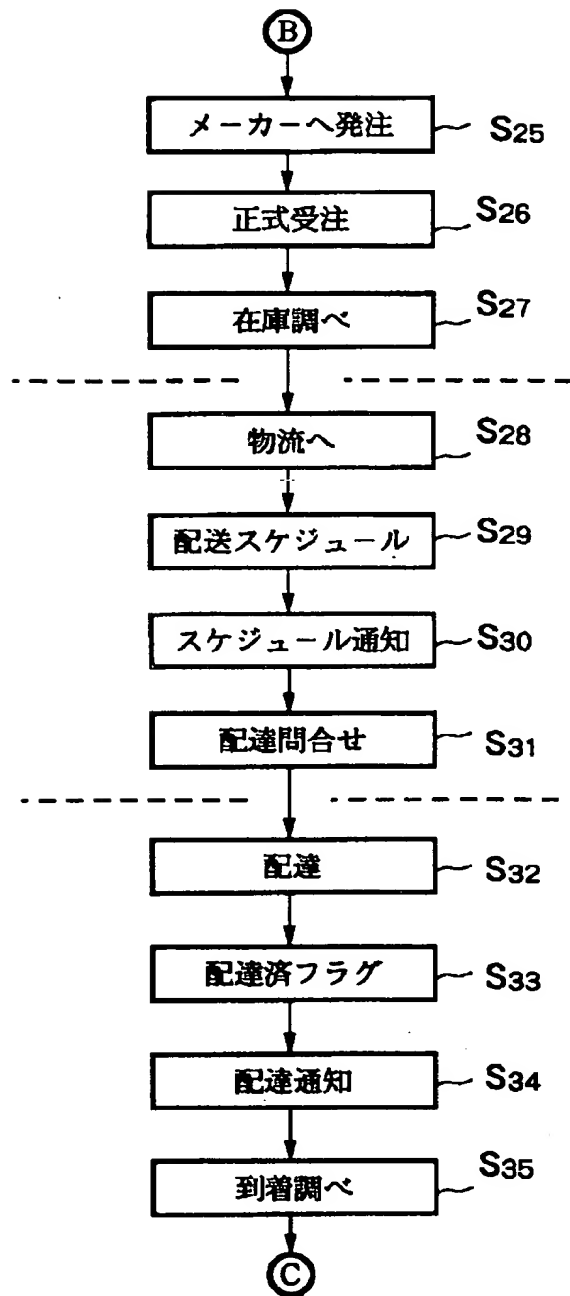 B
メーカーへ発注 S25
正式受注 S26
在庫調べ S27
物流へ S28
配送スケジュール S29
スケジュール通知 S30
配達問合せ S31
配達 S32
配達済フラグ S33
配達通知 S34
到着調べ S35
C